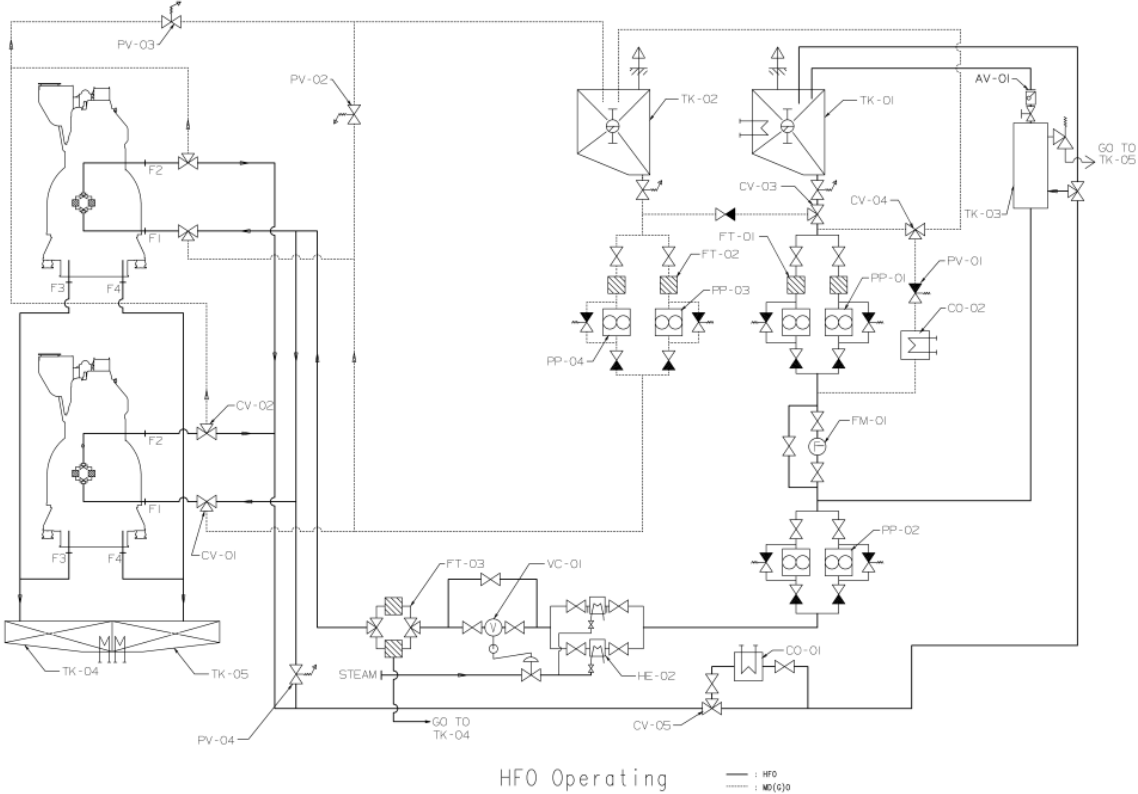 PV-03
PV-02
TK-02
TK-01
AV-01
GO TO
TK-05
F2
CV-03
CV-04
TK-03
F1
FT-01
FT-02
PV-01
F3
F4
PP-03
PP-01
CO-02
PP-04
CV-02
FM-01
F2
F1
PP-02
F3
F4
CV-01
FT-03
VC-01
V
F
TK-04
TK-05
STEAM
HE-02
CO-01
GO TO
TK-04
CV-05
PV-04
HFO Operating
: HFO
: MD(G)O